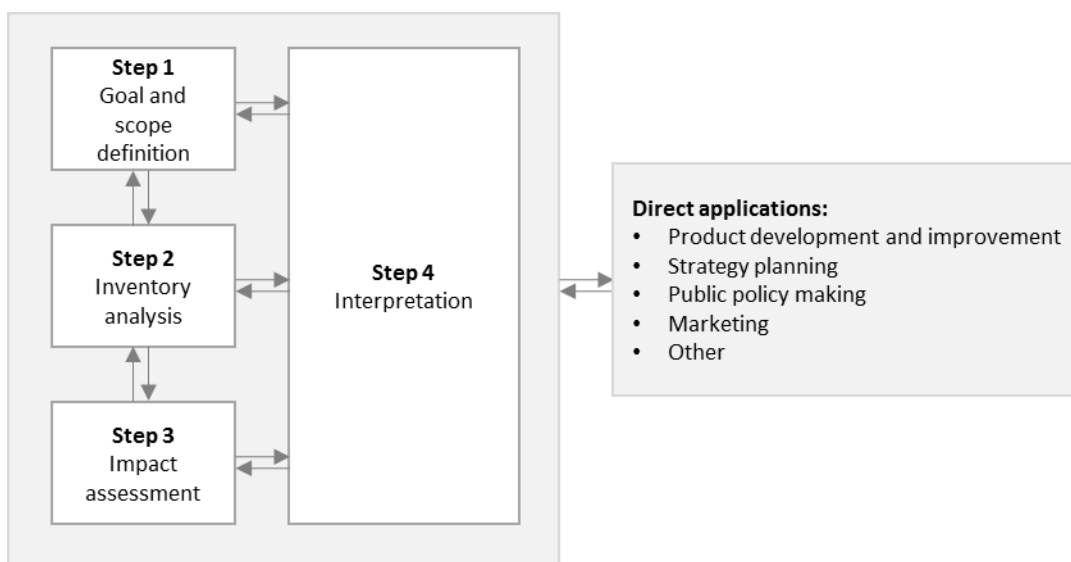 Step 1
Goal and
scope
definition
Step 2
Inventory
analysis
Step 3
Impact
assessment
Step 4
Interpretation
Direct applications:
• Product development and improvement
• Strategy planning
• Public policy making
• Marketing
• Other